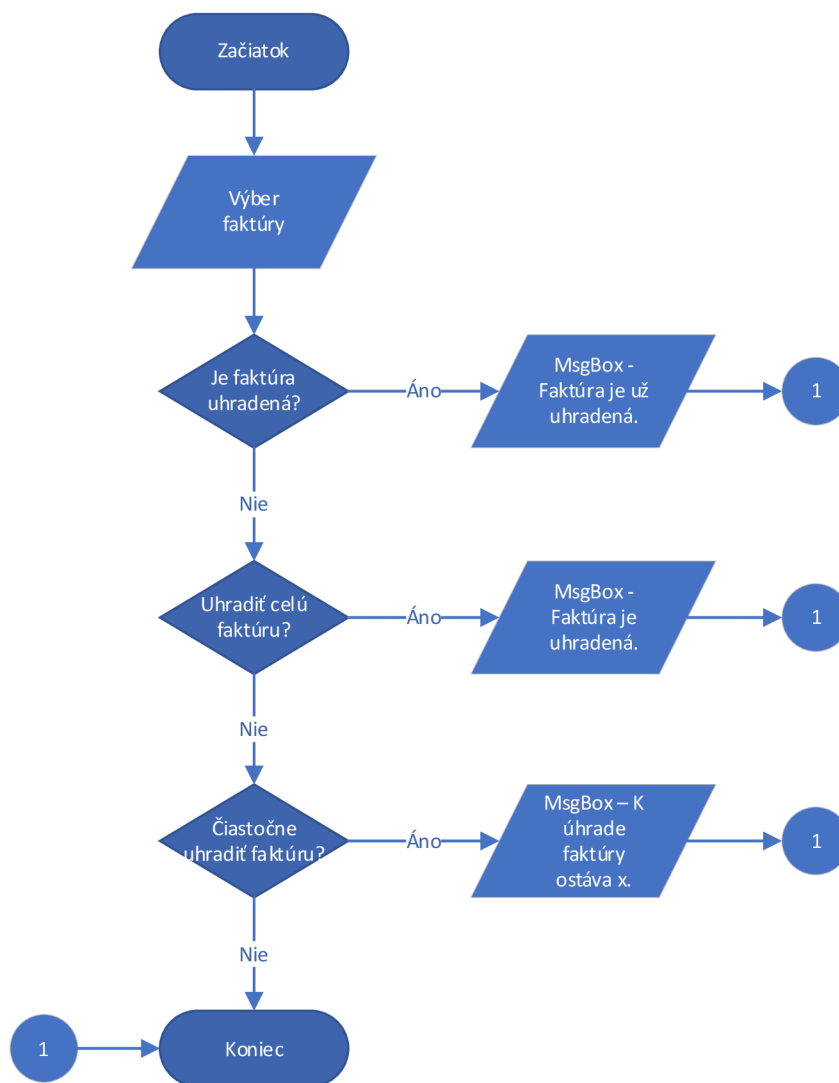 Začiatok
Výber
faktúry
Je faktúra
uhradená?
Áno
MsgBox -
Faktúra je už
uhradená.
1
Nie
Uhradiť celú
faktúru?
Áno
MsgBox -
Faktúra je
uhradená.
1
Nie
Čiastočne
uhradiť faktúru?
Áno
MsgBox – K
úhrade
faktúry
ostáva x.
1
Nie
1
Koniec